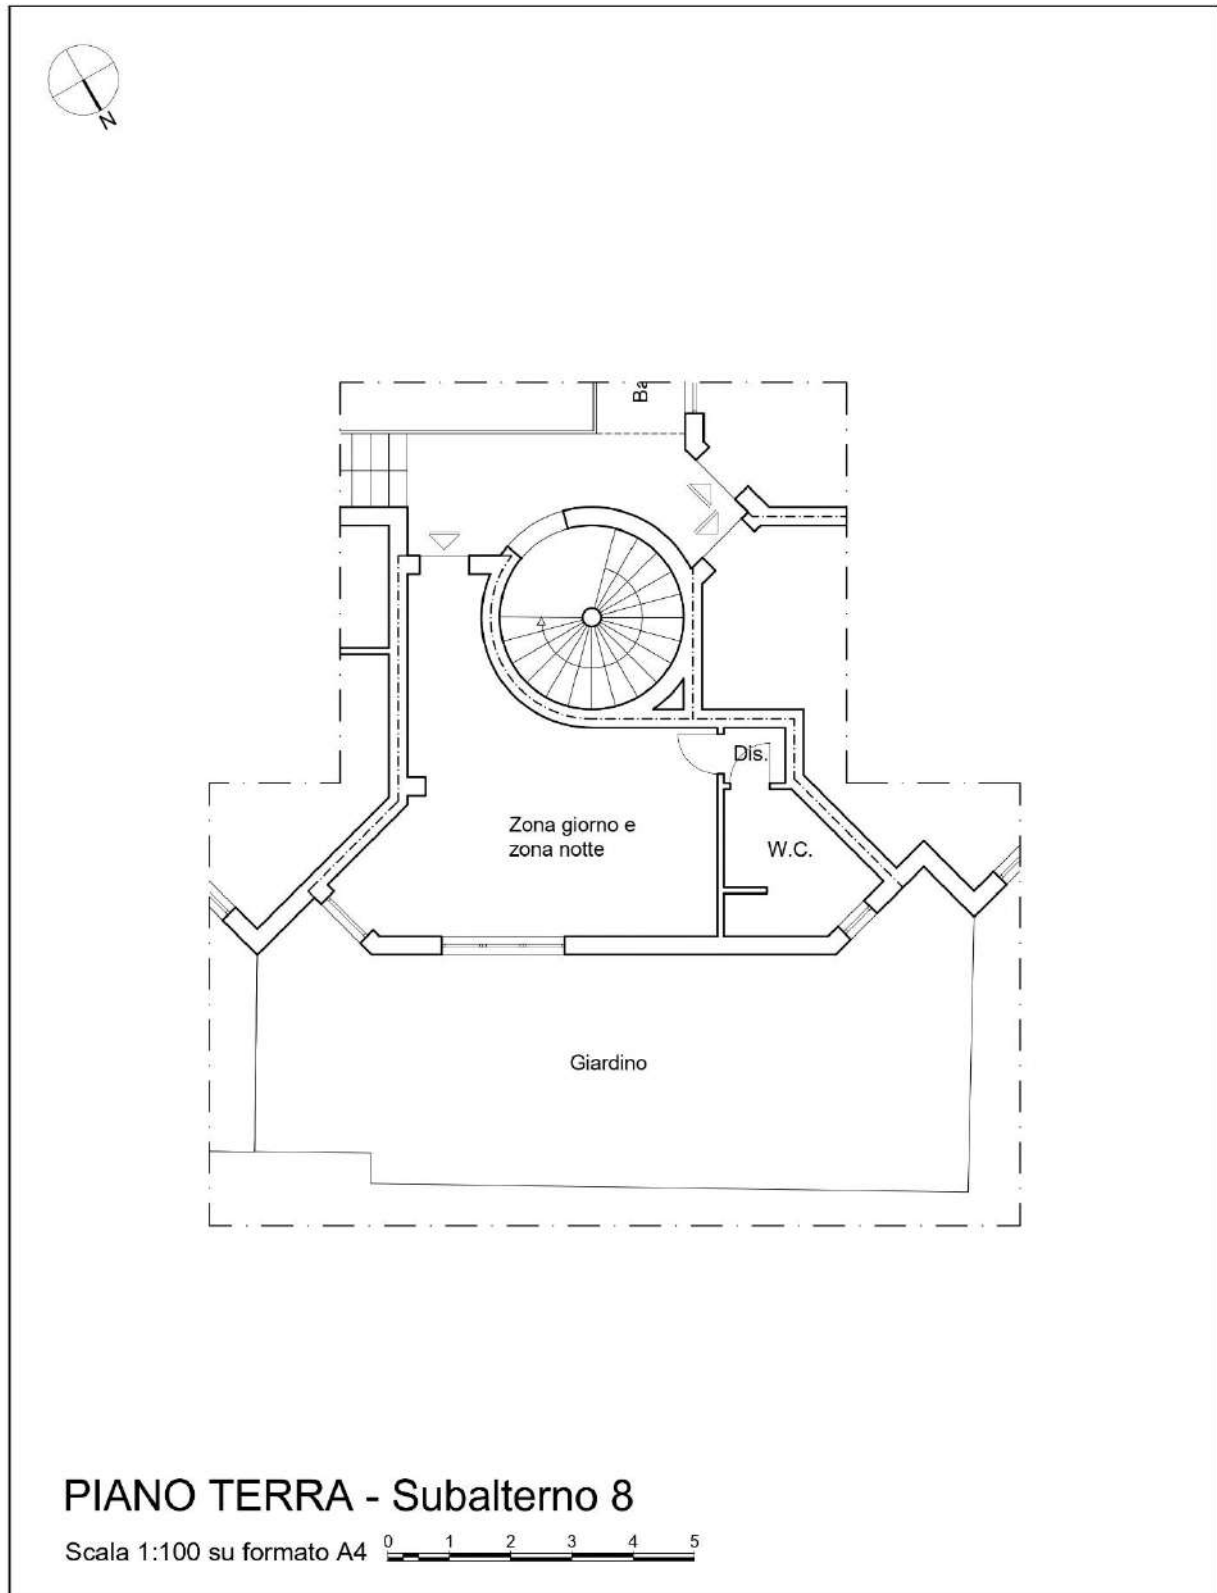 N
Ba
Dis.
Zona giorno e
zona notte
W.C.
Giardino
PIANO TERRA - Subalterno 8
Scala 1:100 su formato A4
0 1 2 3 4 5